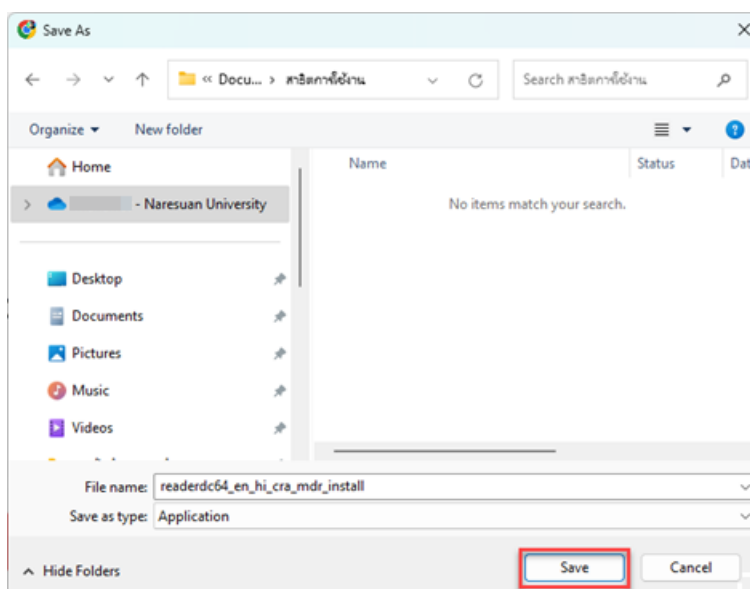 Save As
« Docu... › สาธิตการใช้งาน
Search สาธิตการใช้งาน
Organize
New folder
?
Home
- Naresuan University
Desktop
Documents
Pictures
Music
Videos
Name
Status
Dat
No items match your search.
File name: readerdc64_en_hi_cra_mdr_install
Save as type: Application
Hide Folders
Save
Cancel